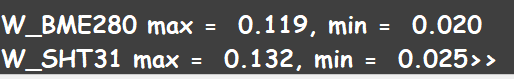 W_BME280 max =  0.119, min =  0.020
W_SHT31 max =  0.132, min =  0.025>>